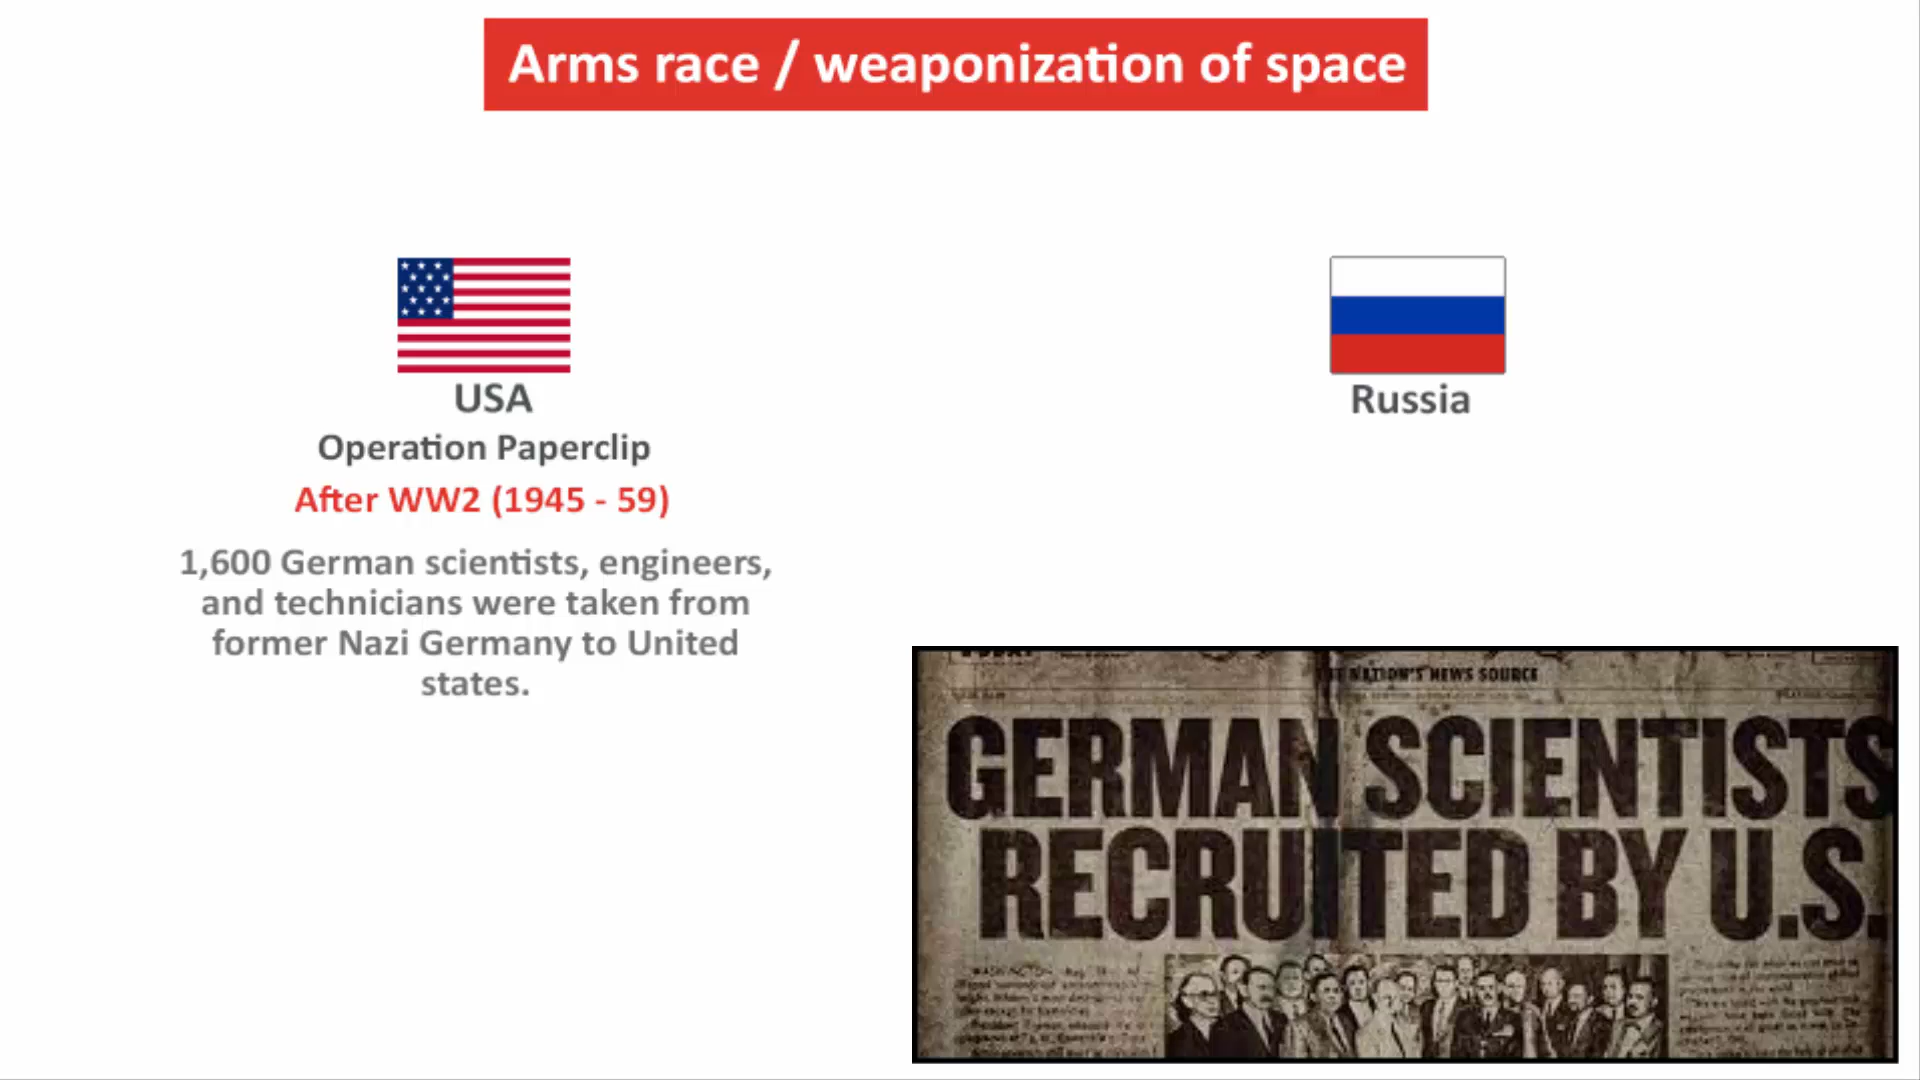 Arms race / weaponization of space
USA
Operation Paperclip
After WW2 (1945 - 59)
1,600 German scientists, engineers,
and technicians were taken from
former Nazi Germany to United
states.
Russia
NATION'S NEWS SOURCE
GERMAN SCIENTISTS
RECRUITED BY U.S.